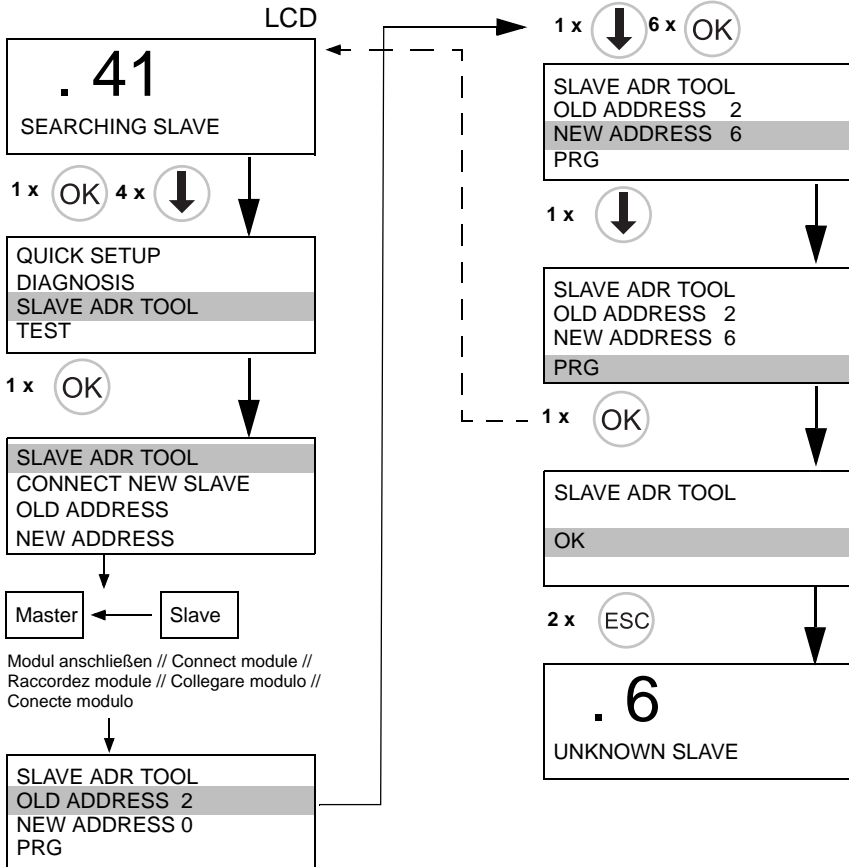 LCD
. 41
SEARCHING SLAVE
1 x OK 4 x
QUICK SETUP
DIAGNOSIS
SLAVE ADR TOOL
TEST
1 x OK
SLAVE ADR TOOL
CONNECT NEW SLAVE
OLD ADDRESS
NEW ADDRESS
Master Slave
Modul anschließen // Connect module //
Raccordez module // Collegare modulo //
Conecte modulo
SLAVE ADR TOOL
OLD ADDRESS 2
NEW ADDRESS 0
PRG
1 x 6 x OK
SLAVE ADR TOOL
OLD ADDRESS 2
NEW ADDRESS 6
PRG
1 x
SLAVE ADR TOOL
OLD ADDRESS 2
NEW ADDRESS 6
PRG
1 x OK
SLAVE ADR TOOL
OK
2 x ESC
. 6
UNKNOWN SLAVE